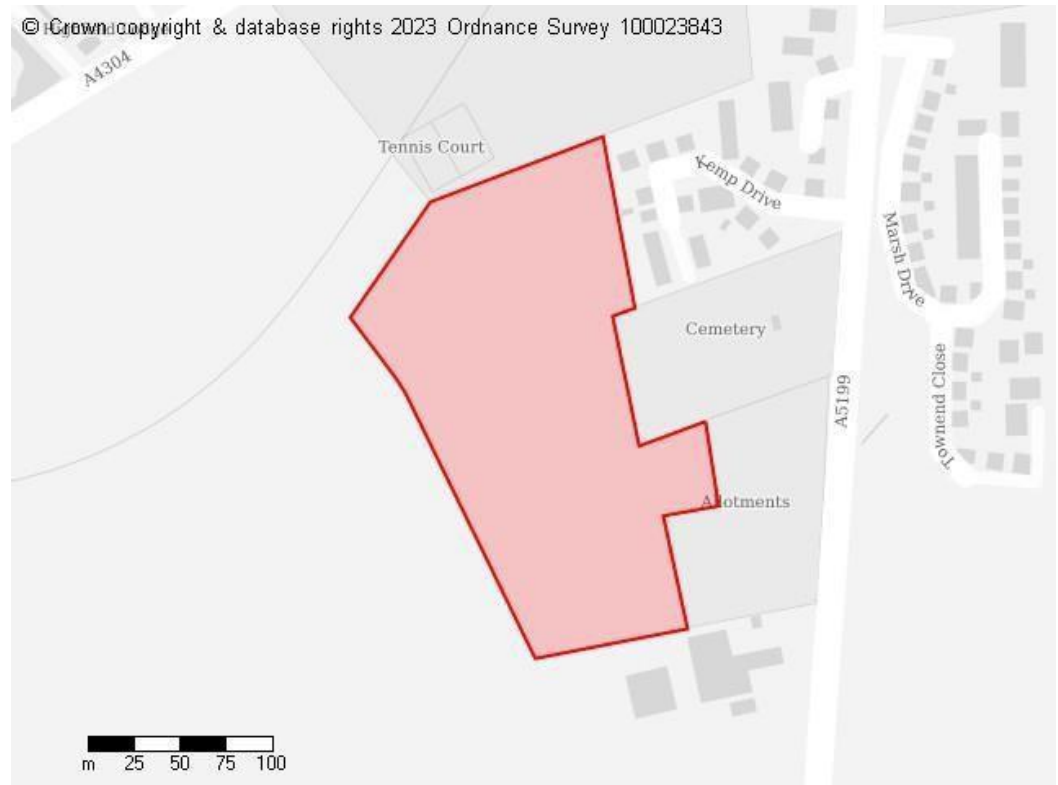 © Crown copyright & database rights 2023 Ordnance Survey 100023843
A4304
Tennis Court
Kemp Drive
Marsh Drive
Cemetery
Townend Close
A5199
Allotments
m 25 50 75 100